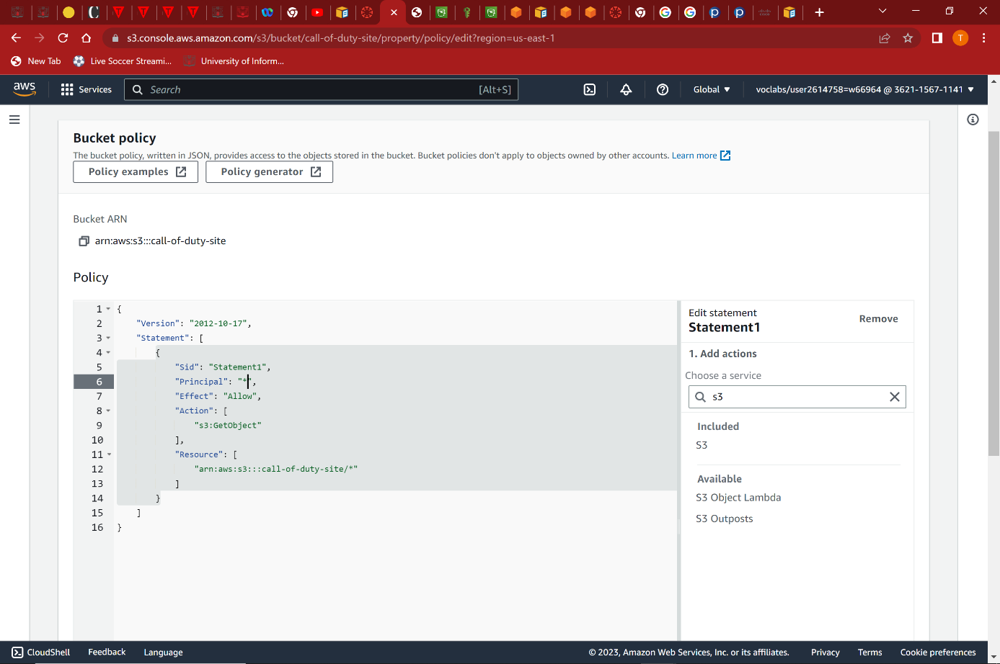 s3.console.aws.amazon.com/s3/bucket/call-of-duty-site/property/policy/edit?region=us-east-1
T
New Tab
Live Soccer Streami...
University of Inform...
aws
Services
Search
[Alt+S]
Global
voclabs/user2614758=w66964 @ 3621-1567-1141
Bucket policy
The bucket policy, written in JSON, provides access to the objects stored in the bucket. Bucket policies don't apply to objects owned by other accounts. Learn more
Policy examples
Policy generator
Bucket ARN
arn:aws:s3:::call-of-duty-site
Policy
1 {
2 "Version": "2012-10-17",
3 "Statement": [
4 {
5 "Sid": "Statement1",
6 "Principal": "*",
7 "Effect": "Allow",
8 "Action": [
9 "s3:GetObject"
10 ],
11 "Resource": [
12 "arn:aws:s3:::call-of-duty-site/*"
13 ]
14 }
15 ]
16 }
Edit statement
Statement1
Remove
1. Add actions
Choose a service
s3
Included
S3
Available
S3 Object Lambda
S3 Outposts
CloudShell
Feedback
Language
© 2023, Amazon Web Services, Inc. or its affiliates.
Privacy
Terms
Cookie preferences